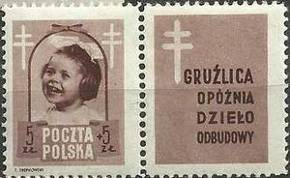 5 ZŁ POCZTA POLSKA +5 ZŁ
GRUŹLICA
OPÓŹNIA
DZIEŁO
ODBUDOWY